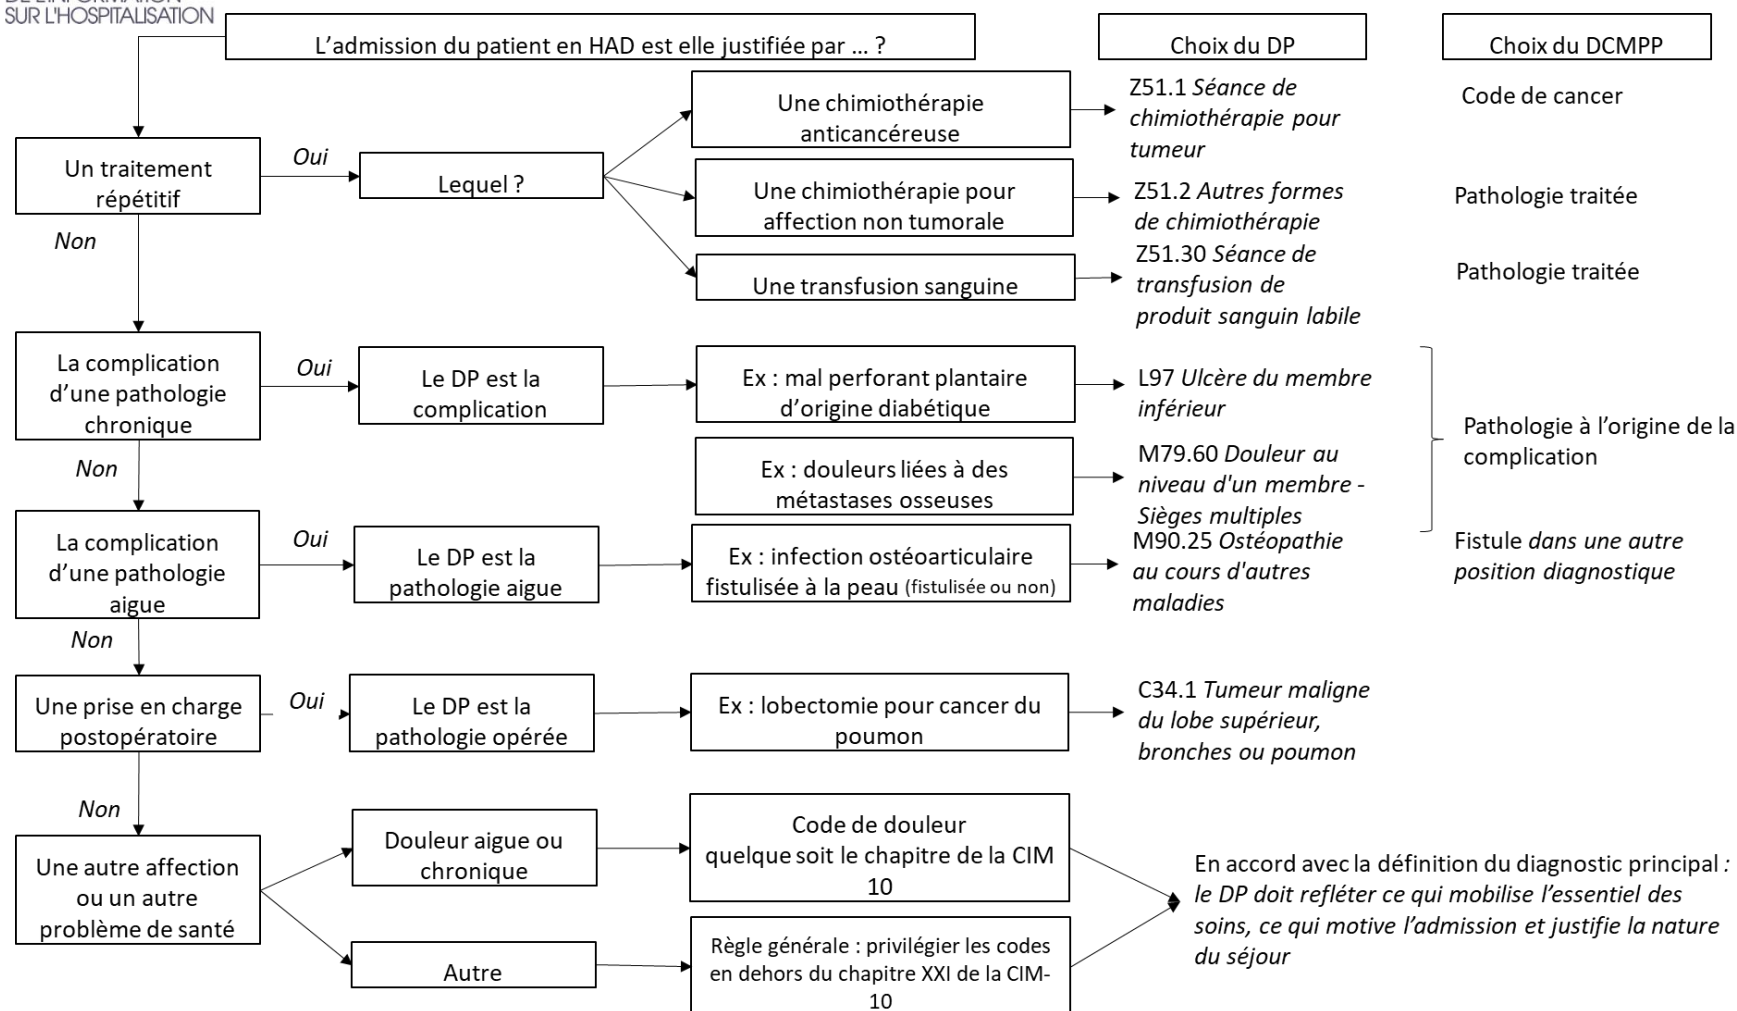 DE L'INFORMATION
SUR L'HOSPITALISATION
L'admission du patient en HAD est elle justifiée par ... ?
Choix du DP
Choix du DCMPP
Un traitement
répétitif
Oui
Lequel ?
Une chimiothérapie
anticancéreuse
Z51.1 Séance de
chimiothérapie pour
tumeur
Code de cancer
Une chimiothérapie pour
affection non tumorale
Z51.2 Autres formes
de chimiothérapie
Pathologie traitée
Une transfusion sanguine
Z51.30 Séance de
transfusion de
produit sanguin labile
Pathologie traitée
Non
La complication
d'une pathologie
chronique
Oui
Le DP est la
complication
Ex : mal perforant plantaire
d'origine diabétique
L97 Ulcère du membre
inférieur
Ex : douleurs liées à des
métastases osseuses
M79.60 Douleur au
niveau d'un membre -
Sièges multiples
Pathologie à l'origine de la
complication
Non
La complication
d'une pathologie
aigue
Oui
Le DP est la
pathologie aigue
Ex : infection ostéoarticulaire
fistulisée à la peau (fistulisée ou non)
M90.25 Ostéopathie
au cours d'autres
maladies
Fistule dans une autre
position diagnostique
Non
Une prise en charge
postopératoire
Oui
Le DP est la
pathologie opérée
Ex : lobectomie pour cancer du
poumon
C34.1 Tumeur maligne
du lobe supérieur,
bronches ou poumon
Non
Une autre affection
ou un autre
problème de santé
Douleur aigue ou
chronique
Code de douleur
quelque soit le chapitre de la CIM
10
Autre
Règle générale : privilégier les codes
en dehors du chapitre XXI de la CIM-
10
En accord avec la définition du diagnostic principal :
le DP doit refléter ce qui mobilise l'essentiel des
soins, ce qui motive l'admission et justifie la nature
du séjour